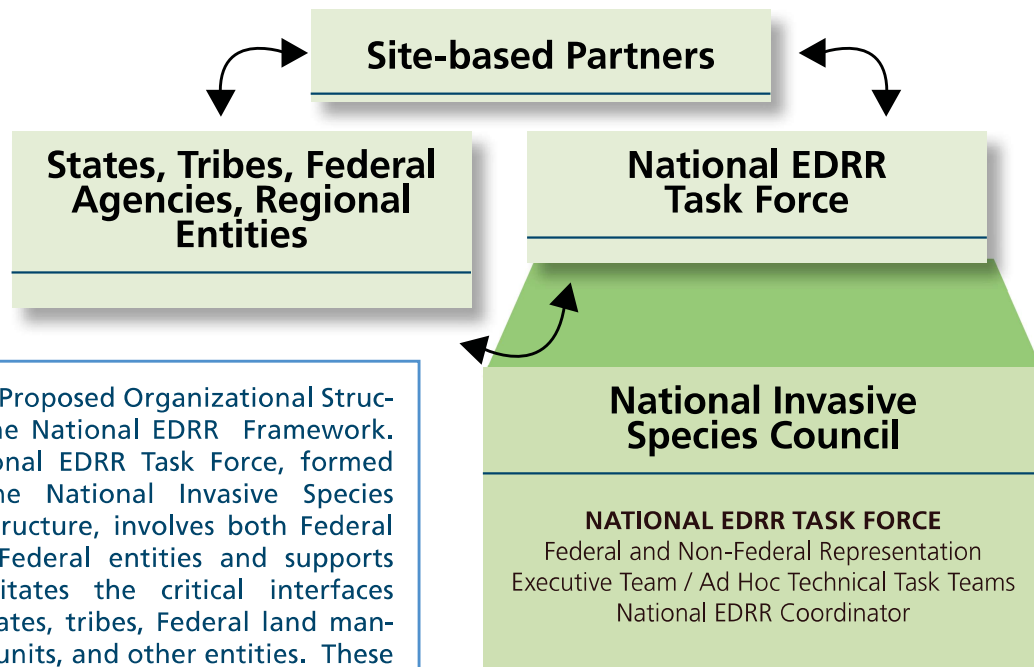 Site-based Partners
States, Tribes, Federal
Agencies, Regional
Entities
National EDRR
Task Force
Proposed Organizational Struc-
National EDRR Framework.
EDRR Task Force, formed
National Invasive Species
involves both Federal
Federal entities and supports
the critical interfaces
tribes, Federal land man-
units, and other entities. These
National Invasive
Species Council
NATIONAL EDRR TASK FORCE
Federal and Non-Federal Representation
Executive Team / Ad Hoc Technical Task Teams
National EDRR Coordinator